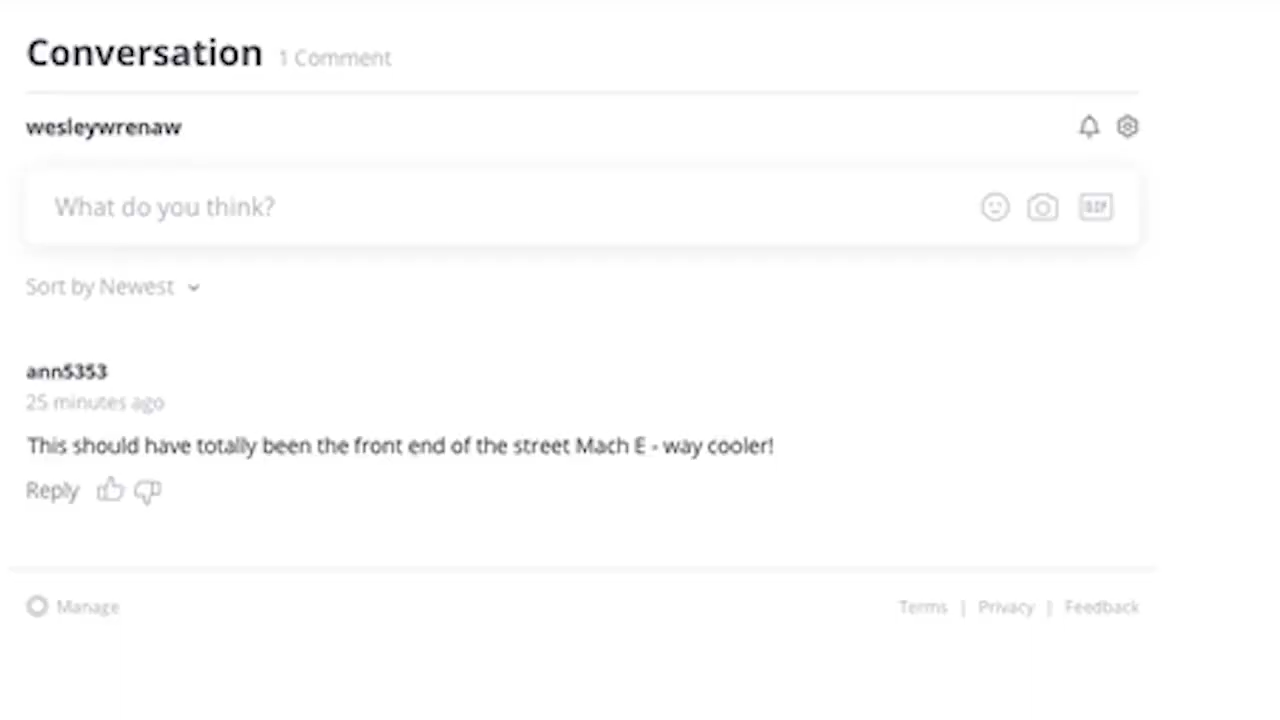 Conversation 1 Comment
wesleywrenaw
What do you think? GIF
Sort by Newest
ann5353
25 minutes ago
This should have totally been the front end of the street Mach E - way cooler!
Reply
Manage Terms | Privacy | Feedback